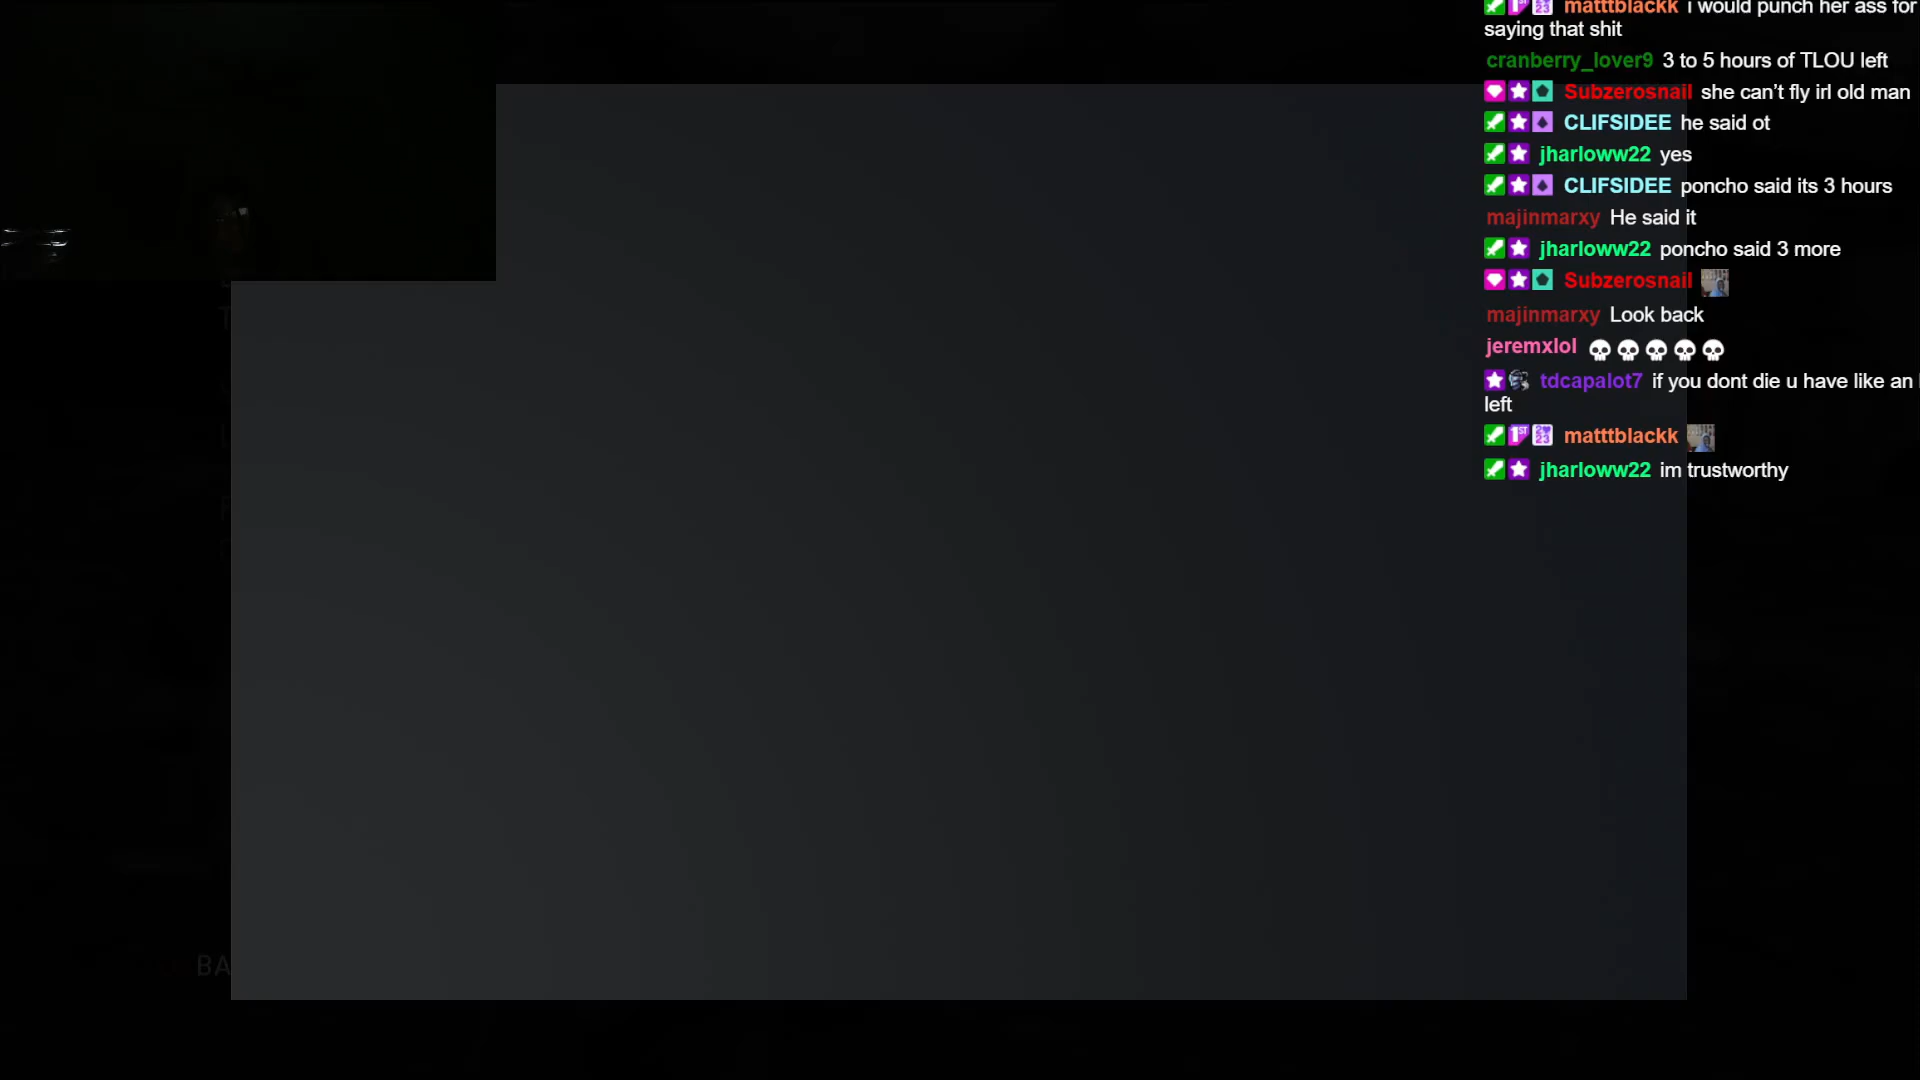 matttblackk i would punch her ass for
saying that shit
cranberry_lover9 3 to 5 hours of TLOU left
Subzerosnail she can't fly irl old man
CLIFSIDEE he said ot
jharloww22 yes
CLIFSIDEE poncho said its 3 hours
majinmarxy He said it
jharloww22 poncho said 3 more
Subzerosnail
majinmarxy Look back
jeremxlol
tdcapalot7 if you dont die u have like an
left
matttblackk
jharloww22 im trustworthy
BA